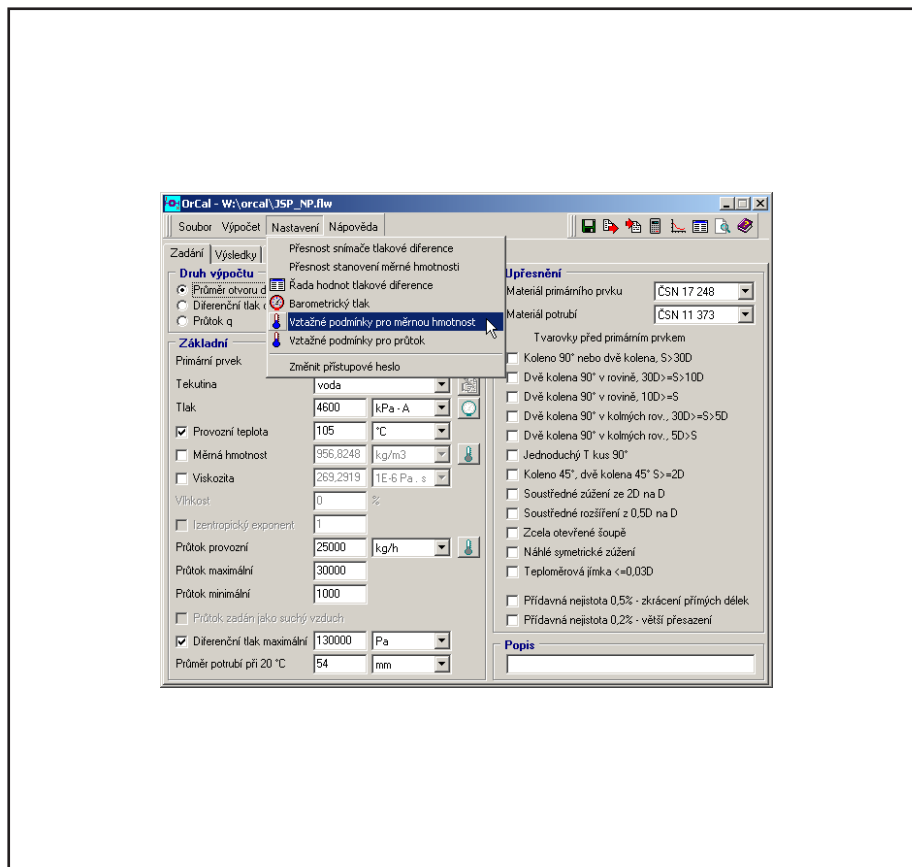 OrCal - W:\orcal\JSP_NP.flw
Soubor Výpočet Nastavení Nápověda
Přesnost snímače tlakové diference
Přesnost stanovení měrné hmotnosti
Řada hodnot tlakové diference
Barometrický tlak
Vztažné podmínky pro měrnou hmotnost
Vztažné podmínky pro průtok
Změnit přístupové heslo
Zadání Výsledky
Druh výpočtu
Průměr otvoru d
Diferenční tlak
Průtok q
Základní
Primární prvek
Tekutina voda
Tlak 4600 kPa - A
Provozní teplota 105 °C
Měrná hmotnost 956,8248 kg/m3
Viskozita 269,2919 1E-6 Pa . s
Vlhkost 0 %
Izentropický exponent 1
Průtok provozní 25000 kg/h
Průtok maximální 30000
Průtok minimální 1000
Průtok zadán jako suchý vzduch
Diferenční tlak maximální 130000 Pa
Průměr potrubí při 20 °C 54 mm
Upřesnění
Materiál primárního prvku ČSN 17 248
Materiál potrubí ČSN 11 373
Tvarovky před primárním prvkem
Koleno 90° nebo dvě kolena, S>30D
Dvě kolena 90° v rovině, 30D>=S>10D
Dvě kolena 90° v rovině, 10D>=S
Dvě kolena 90° v kolmých rov., 30D>=S>5D
Dvě kolena 90° v kolmých rov., 5D>S
Jednoduchý T kus 90°
Koleno 45°, dvě kolena 45° S>=2D
Soustředné zúžení ze 2D na D
Soustředné rozšíření z 0,5D na D
Zcela otevřené šoupě
Náhlé symetrické zúžení
Teploměrová jímka <=0,03D
Přídavná nejistota 0,5% - zkrácení přímých délek
Přídavná nejistota 0,2% - větší přesazení
Popis